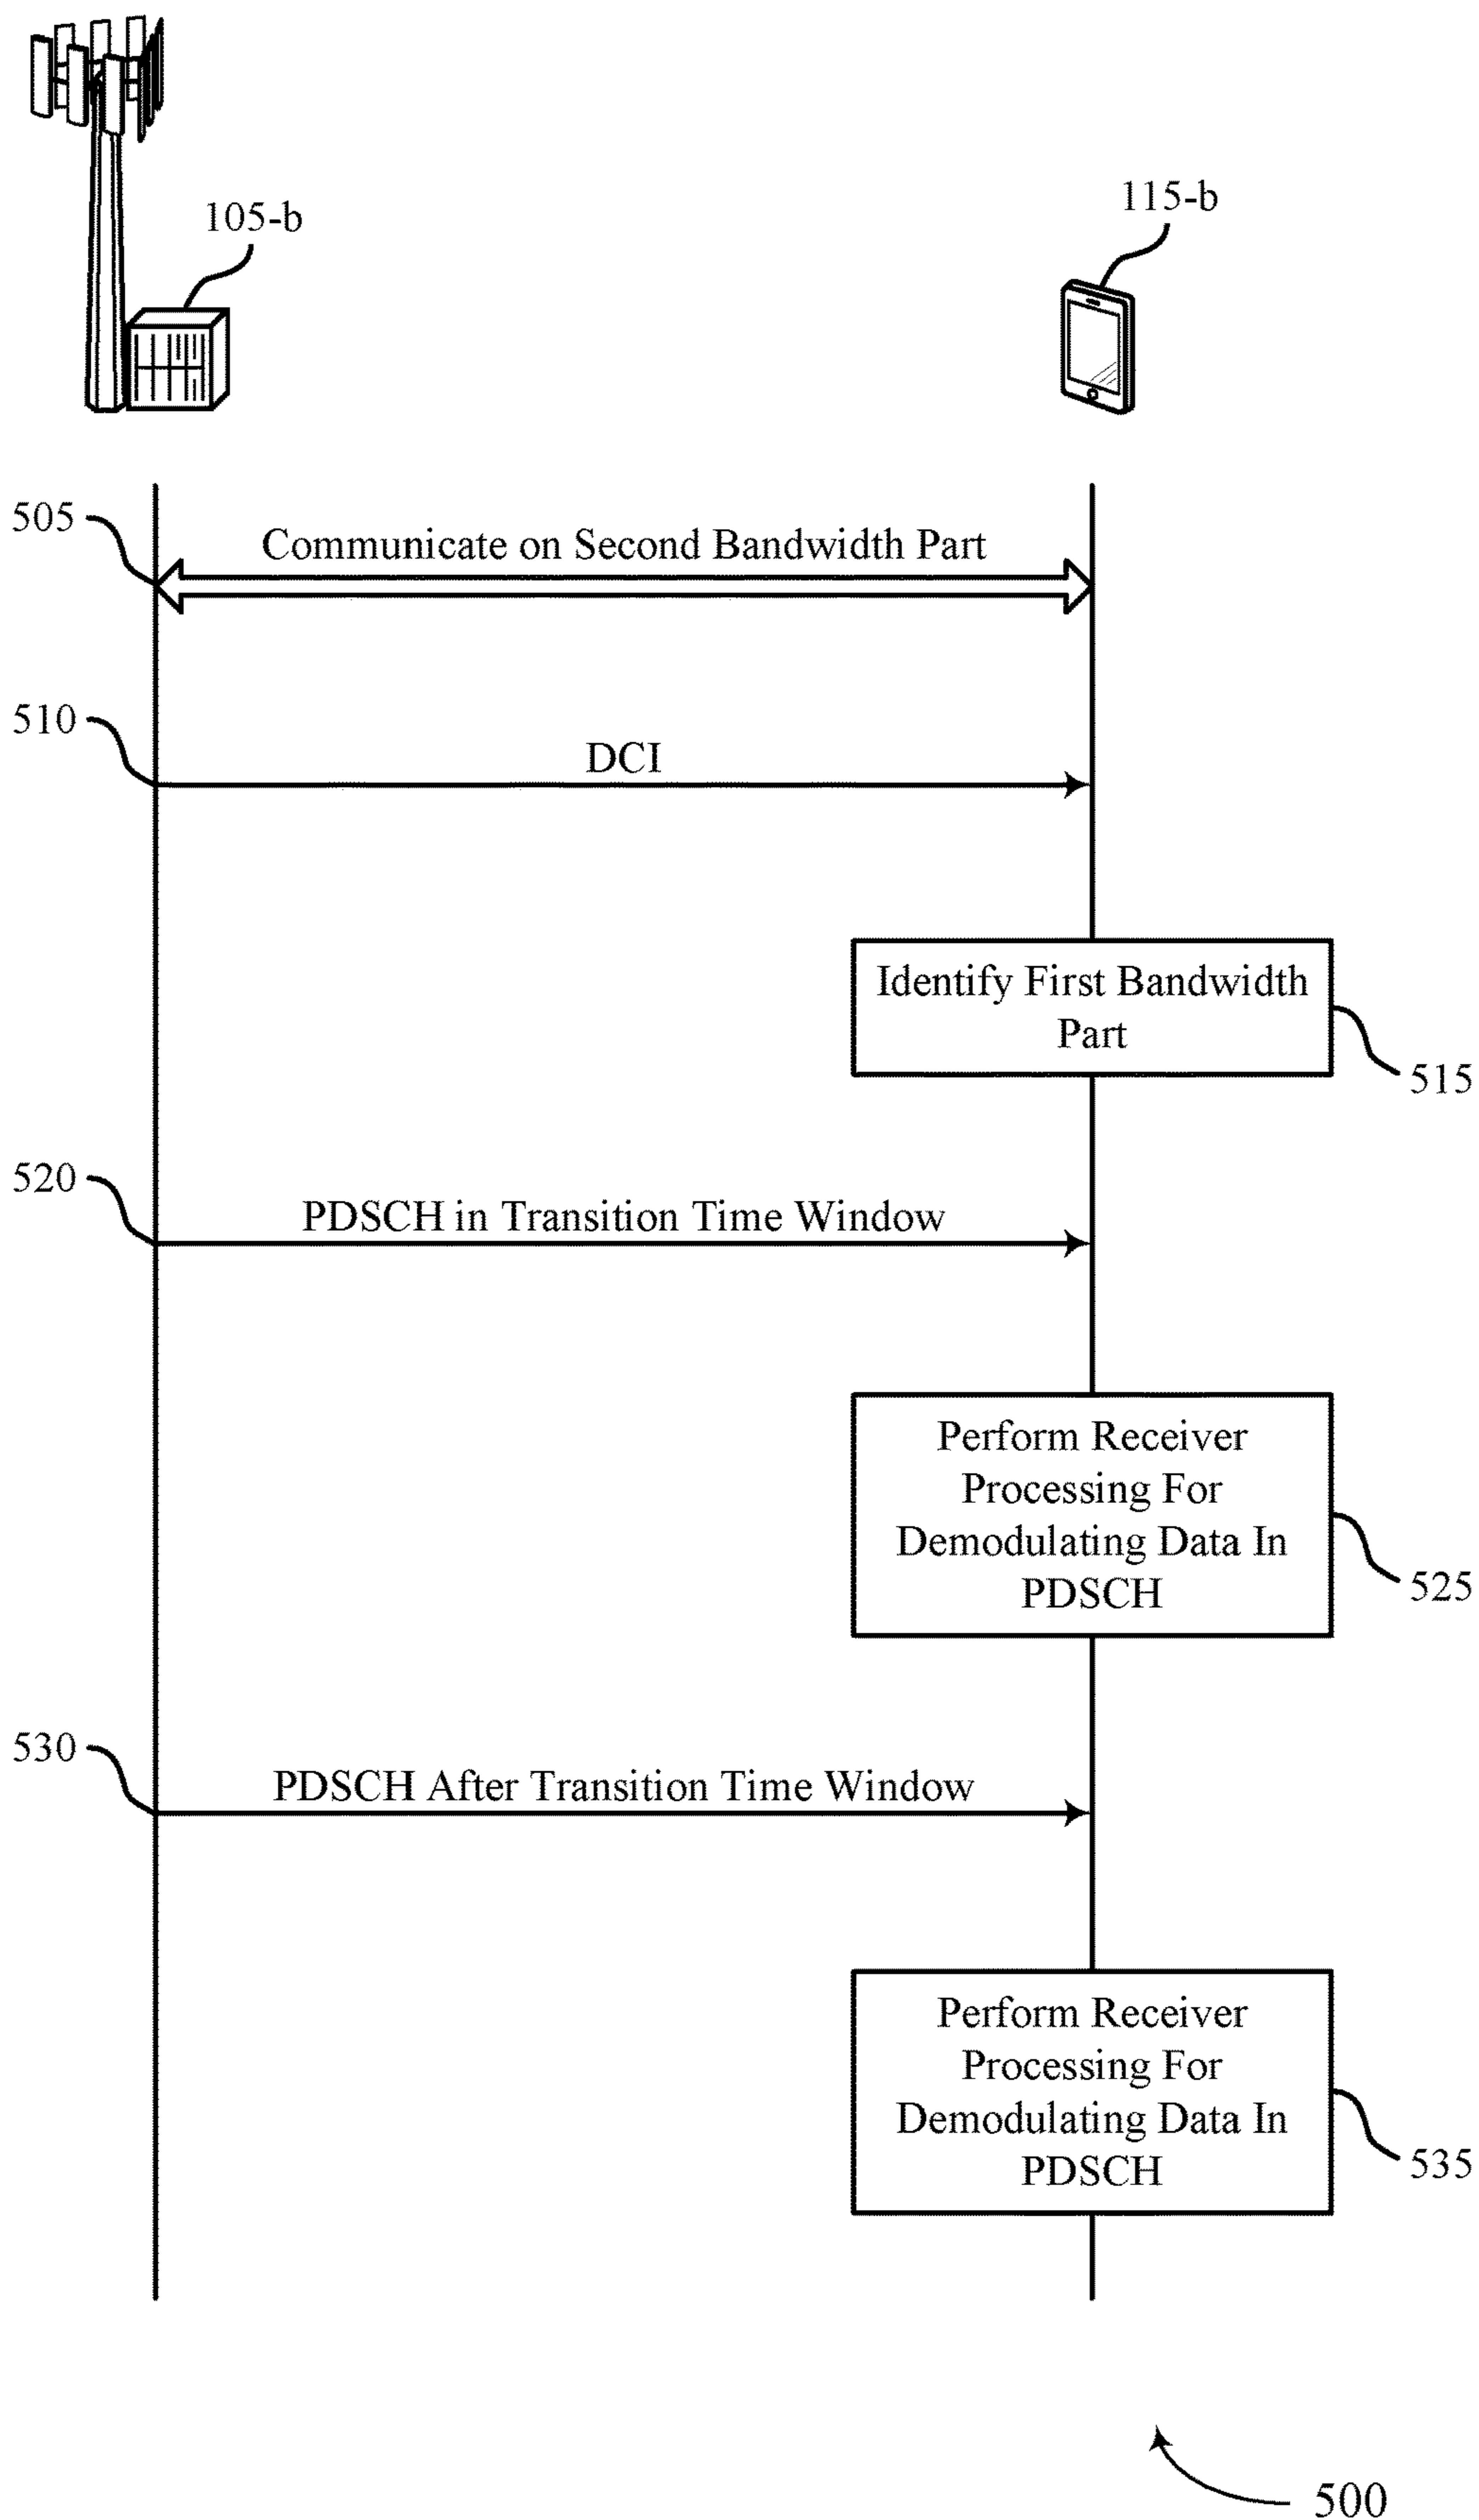 105-b
115-b
505
Communicate on Second Bandwidth Part
510
DCI
Identify First Bandwidth
Part
515
520
PDSCH in Transition Time Window
Perform Receiver
Processing For
Demodulating Data In
PDSCH
525
530
PDSCH After Transition Time Window
Perform Receiver
Processing For
Demodulating Data In
PDSCH
535
500